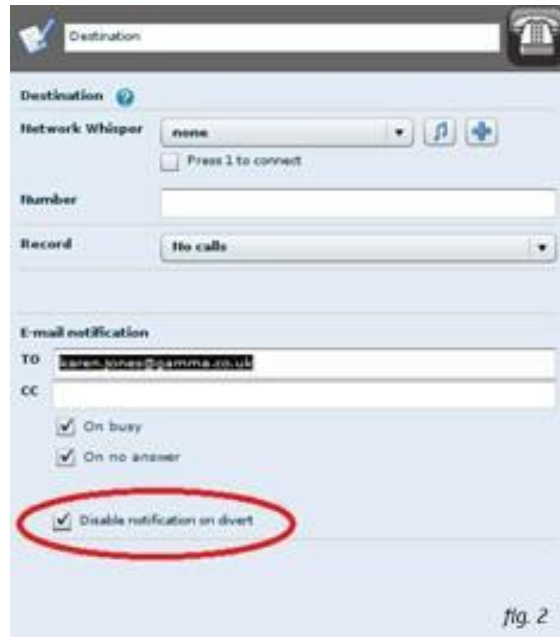 Destination
Destination ?
Network Whisper none
Press 1 to connect
Number
Record No calls
E-mail notification
TO karen.jones@gamma.co.uk
CC
On busy
On no answer
Disable notification on divert
fig. 2